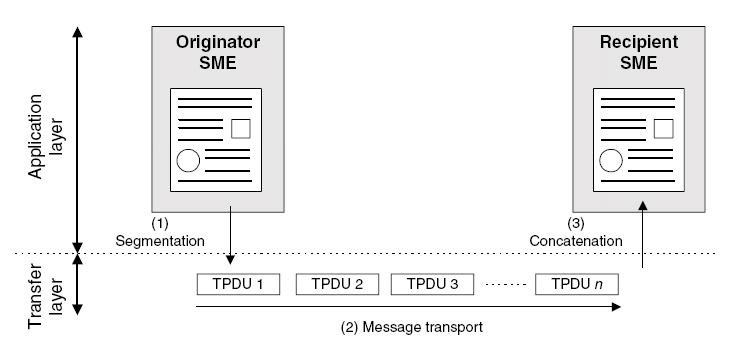 Originator
SME
Recipient
SME
Application
layer
(1)
Segmentation
(3)
Concatenation
Transfer
layer
TPDU 1
TPDU 2
TPDU 3
TPDU n
(2) Message transport